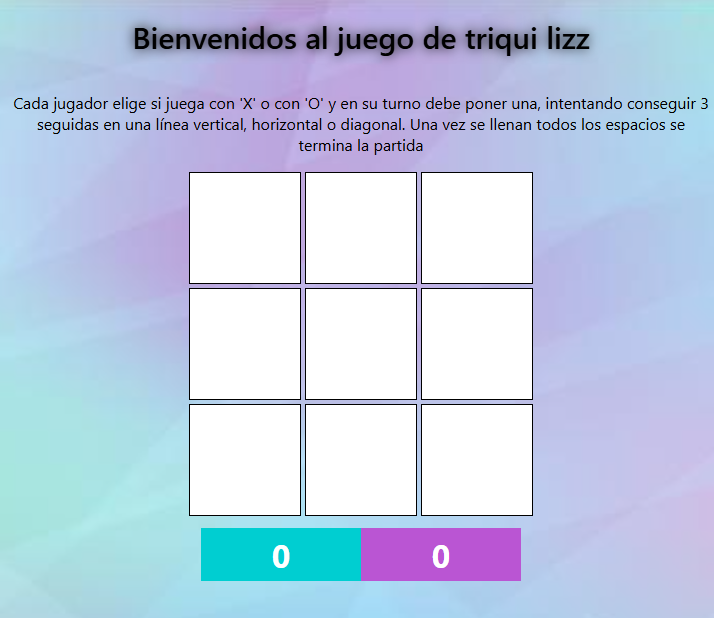 Bienvenidos al juego de triqui lizz
Cada jugador elige si juega con 'X' o con 'O' y en su turno debe poner una, intentando conseguir 3
seguidas en una línea vertical, horizontal o diagonal. Una vez se llenan todos los espacios se
termina la partida
0 0